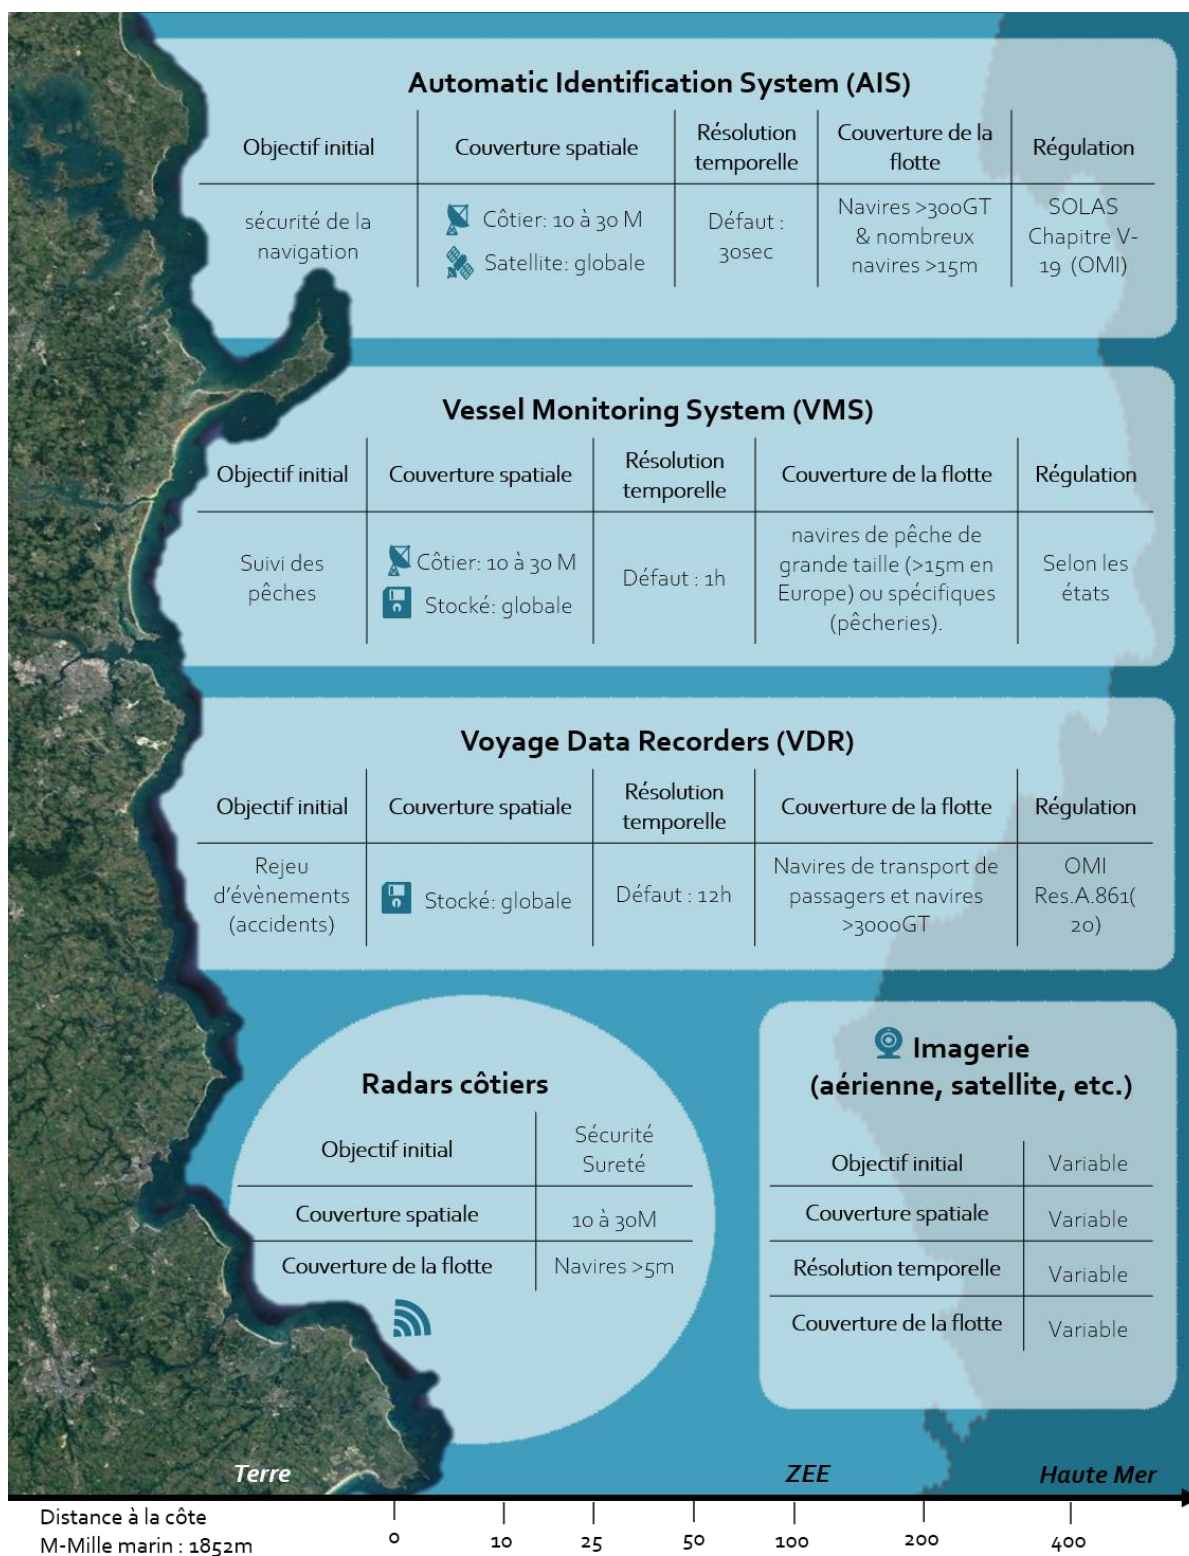 Automatic Identification System (AIS)
Objectif initial
Couverture spatiale
Résolution
temporelle
Couverture de la
flotte
Régulation
sécurité de la
navigation
Côtier: 10 à 30 M
Satellite: globale
Défaut :
30sec
Navires >300GT
& nombreux
navires >15m
SOLAS
Chapitre V-
19 (OMI)
Vessel Monitoring System (VMS)
Objectif initial
Couverture spatiale
Résolution
temporelle
Couverture de la flotte
Régulation
Suivi des
pêches
Côtier: 10 à 30 M
Stocké: globale
Défaut : 1h
navires de pêche de
grande taille (>15m en
Europe) ou spécifiques
(pêcheries).
Selon les
états
Voyage Data Recorders (VDR)
Objectif initial
Couverture spatiale
Résolution
temporelle
Couverture de la flotte
Régulation
Rejeu
d'évènements
(accidents)
Stocké: globale
Défaut : 12h
Navires de transport de
passagers et navires
>3000GT
OMI
Res.A.861(
20)
Radars côtiers
Objectif initial
Sécurité
Sureté
Couverture spatiale
10 à 30M
Couverture de la flotte
Navires >5m
Imagerie
(aérienne, satellite, etc.)
Objectif initial
Variable
Couverture spatiale
Variable
Résolution temporelle
Variable
Couverture de la flotte
Variable
Terre
ZEE
Haute Mer
Distance à la côte
M-Mille marin : 1852m
0
10
25
50
100
200
400